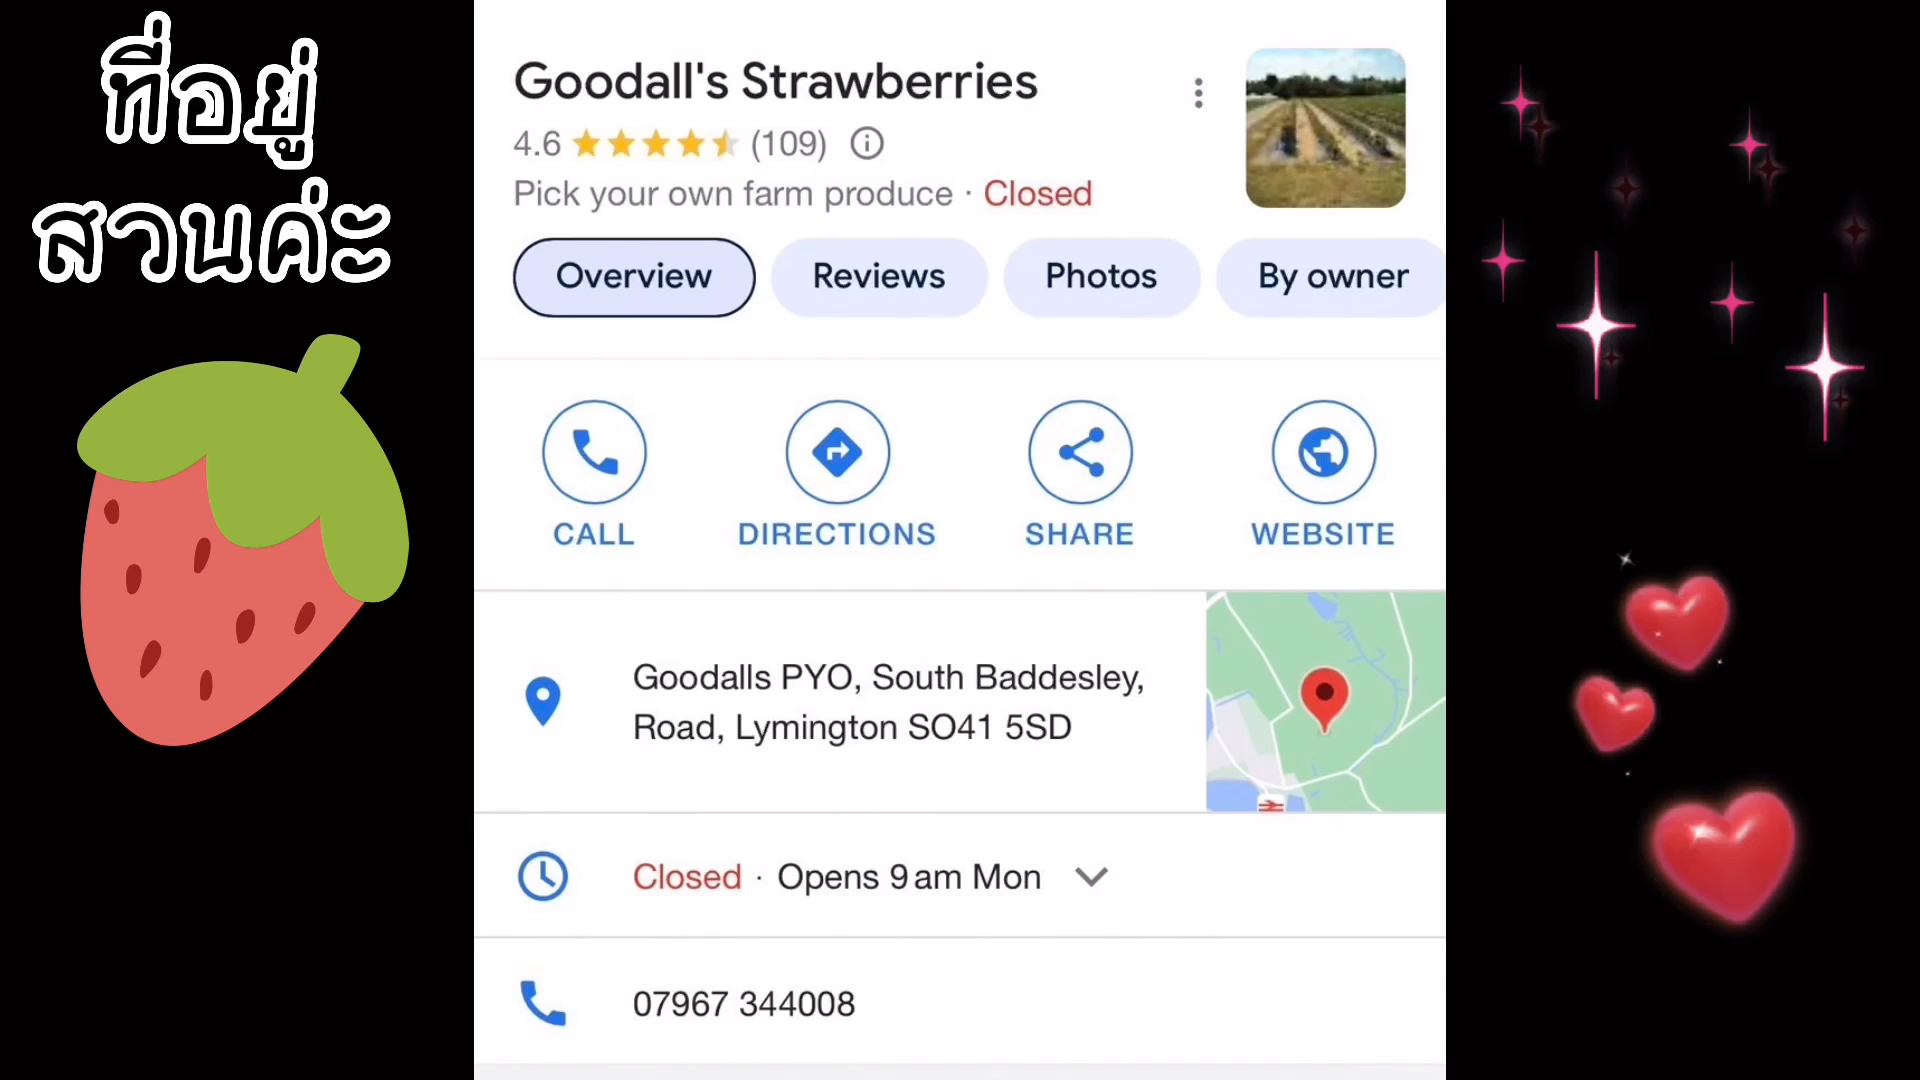 ที่อยู่
สวนค่ะ
Goodall's Strawberries
4.6 (109)
Pick your own farm produce · Closed
Overview Reviews Photos By owner
CALL DIRECTIONS SHARE WEBSITE
Goodalls PYO, South Baddesley,
Road, Lymington SO41 5SD
Closed · Opens 9 am Mon
07967 344008